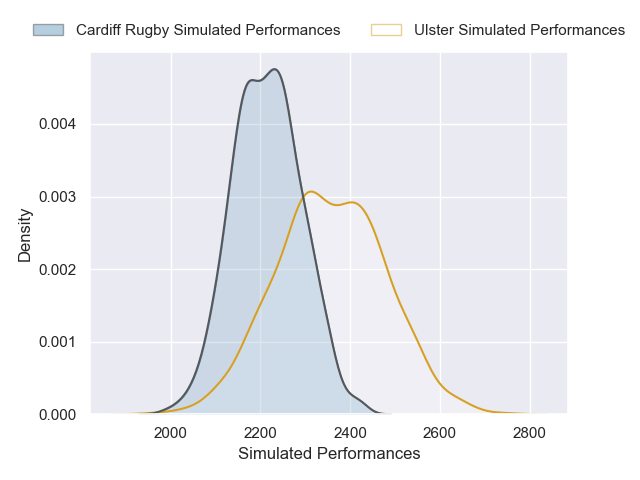 Cardiff Rugby Simulated Performances Ulster Simulated Performances
0.004
0.003
0.002
0.001
0.000
Density
2000 2200 2400 2600 2800
Simulated Performances